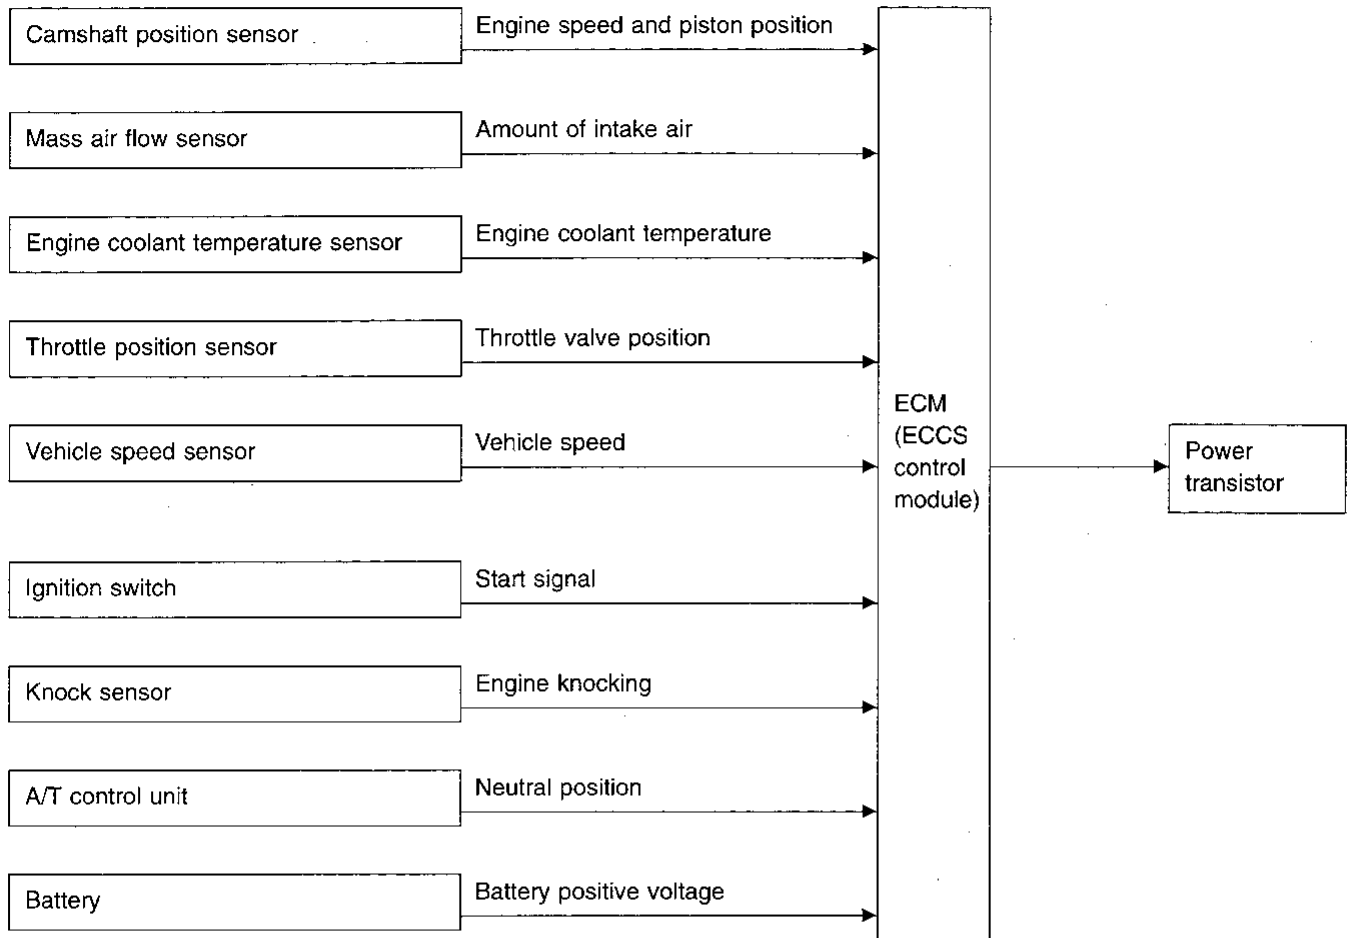 Camshaft position sensor
Engine speed and piston position
Mass air flow sensor
Amount of intake air
Engine coolant temperature sensor
Engine coolant temperature
Throttle position sensor
Throttle valve position
Vehicle speed sensor
Vehicle speed
Ignition switch
Start signal
Knock sensor
Engine knocking
A/T control unit
Neutral position
Battery
Battery positive voltage
ECM
(ECCS
control
module)
Power
transistor